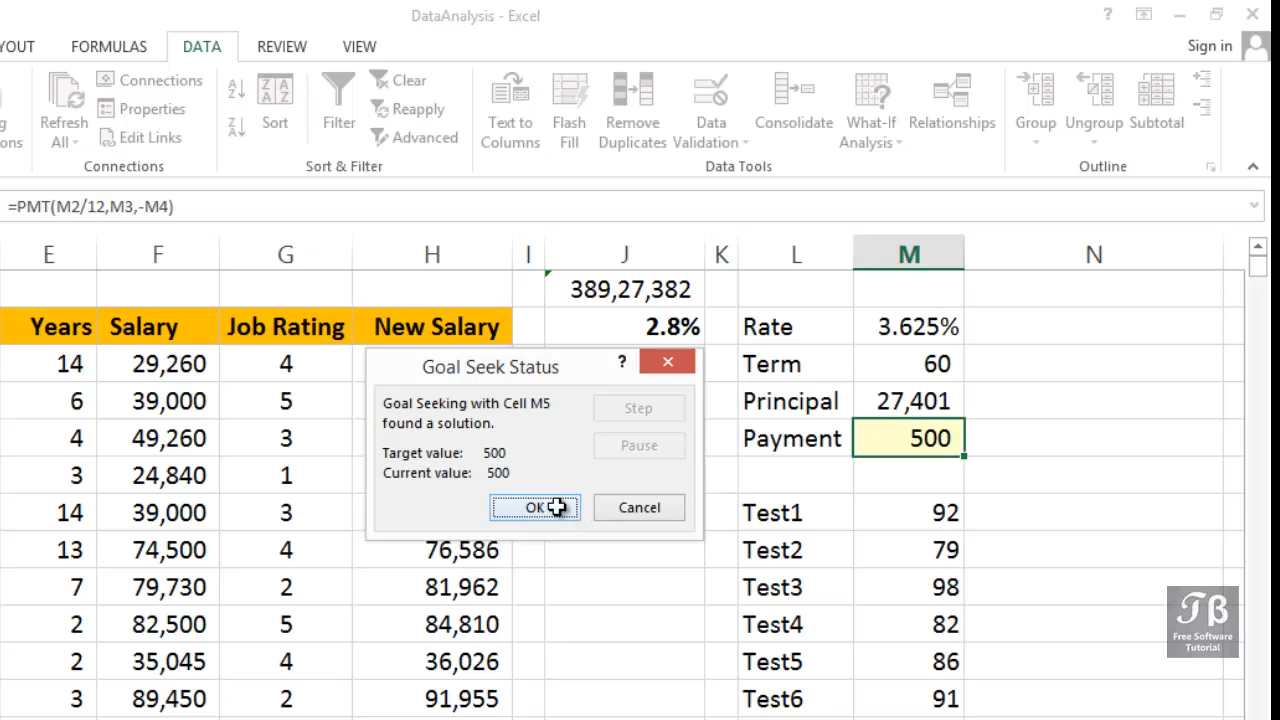 DataAnalysis - Excel
?
YOUT FORMULAS DATA REVIEW VIEW Sign in
Connections
Properties
Edit Links
Refresh All
Connections
Sort
Filter
Clear
Reapply
Advanced
Sort & Filter
Text to Columns
Flash Fill
Remove Duplicates
Data Validation
Consolidate
What-If Analysis
Relationships
Data Tools
Group
Ungroup
Subtotal
Outline
=PMT(M2/12,M3,-M4)
E F G H I J K L M N
389,27,382
Years Salary Job Rating New Salary 2.8% Rate 3.625%
14 29,260 4 Term 60
6 39,000 5 Principal 27,401
4 49,260 3 Payment 500
3 24,840 1
14 39,000 3 Test1 92
13 74,500 4 76,586 Test2 79
7 79,730 2 81,962 Test3 98
2 82,500 5 84,810 Test4 82
2 35,045 4 36,026 Test5 86
3 89,450 2 91,955 Test6 91
Goal Seek Status ?
Goal Seeking with Cell M5
found a solution.
Target value: 500
Current value: 500
Step
Pause
OK
Cancel
TB
Free Software
Tutorial